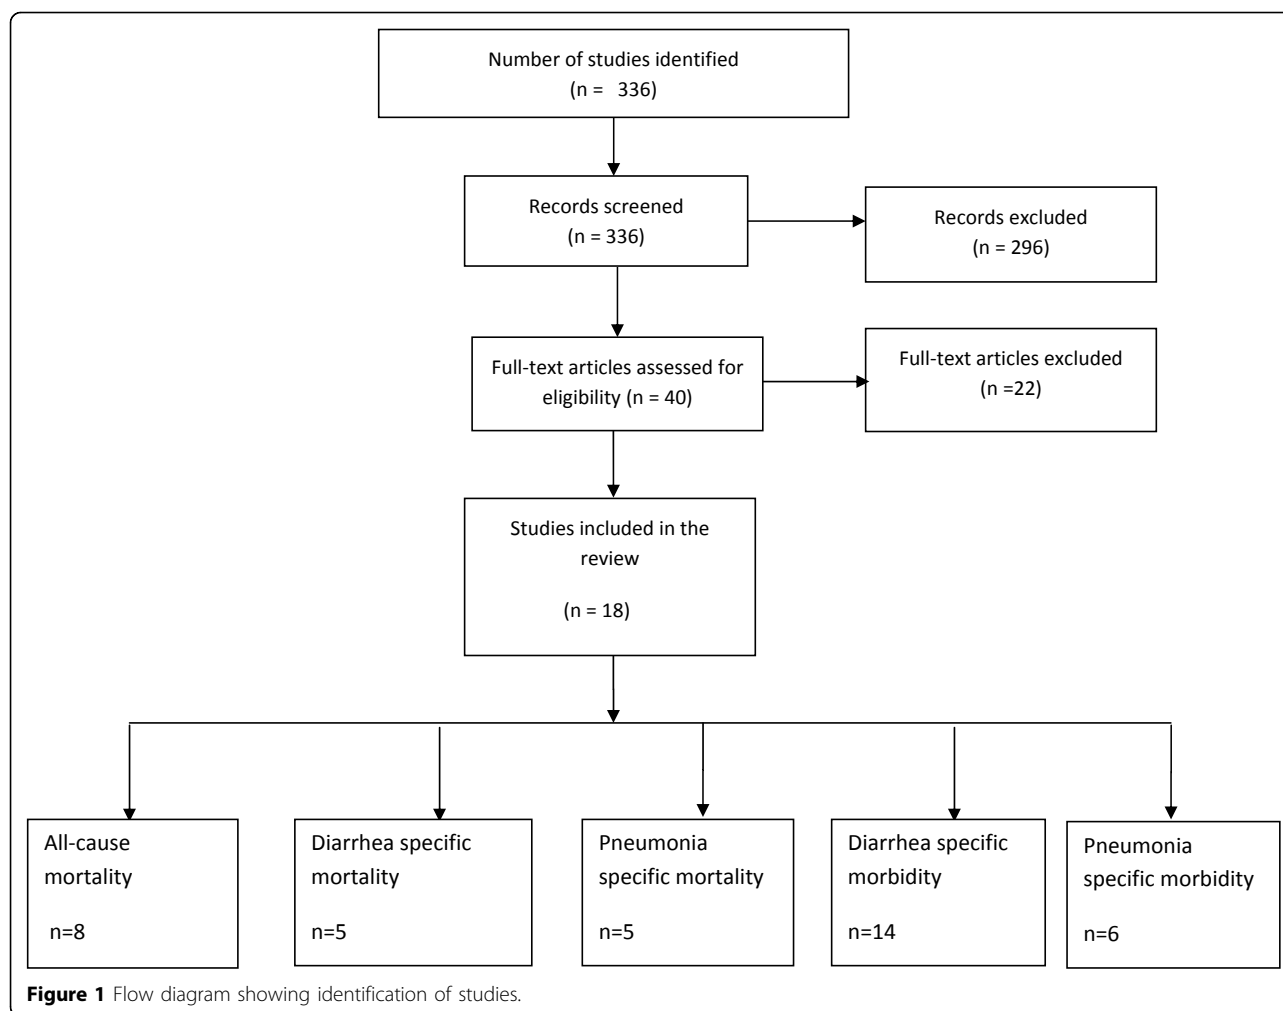 Number of studies identified
(n = 336)
Records screened
(n = 336)
Records excluded
(n = 296)
Full-text articles assessed for
eligibility (n = 40)
Full-text articles excluded
(n =22)
Studies included in the
review
(n = 18)
All-cause
mortality
n=8
Diarrhea specific
mortality
n=5
Pneumonia
specific mortality
n=5
Diarrhea specific
morbidity
n=14
Pneumonia
specific morbidity
n=6
Figure 1 Flow diagram showing identification of studies.